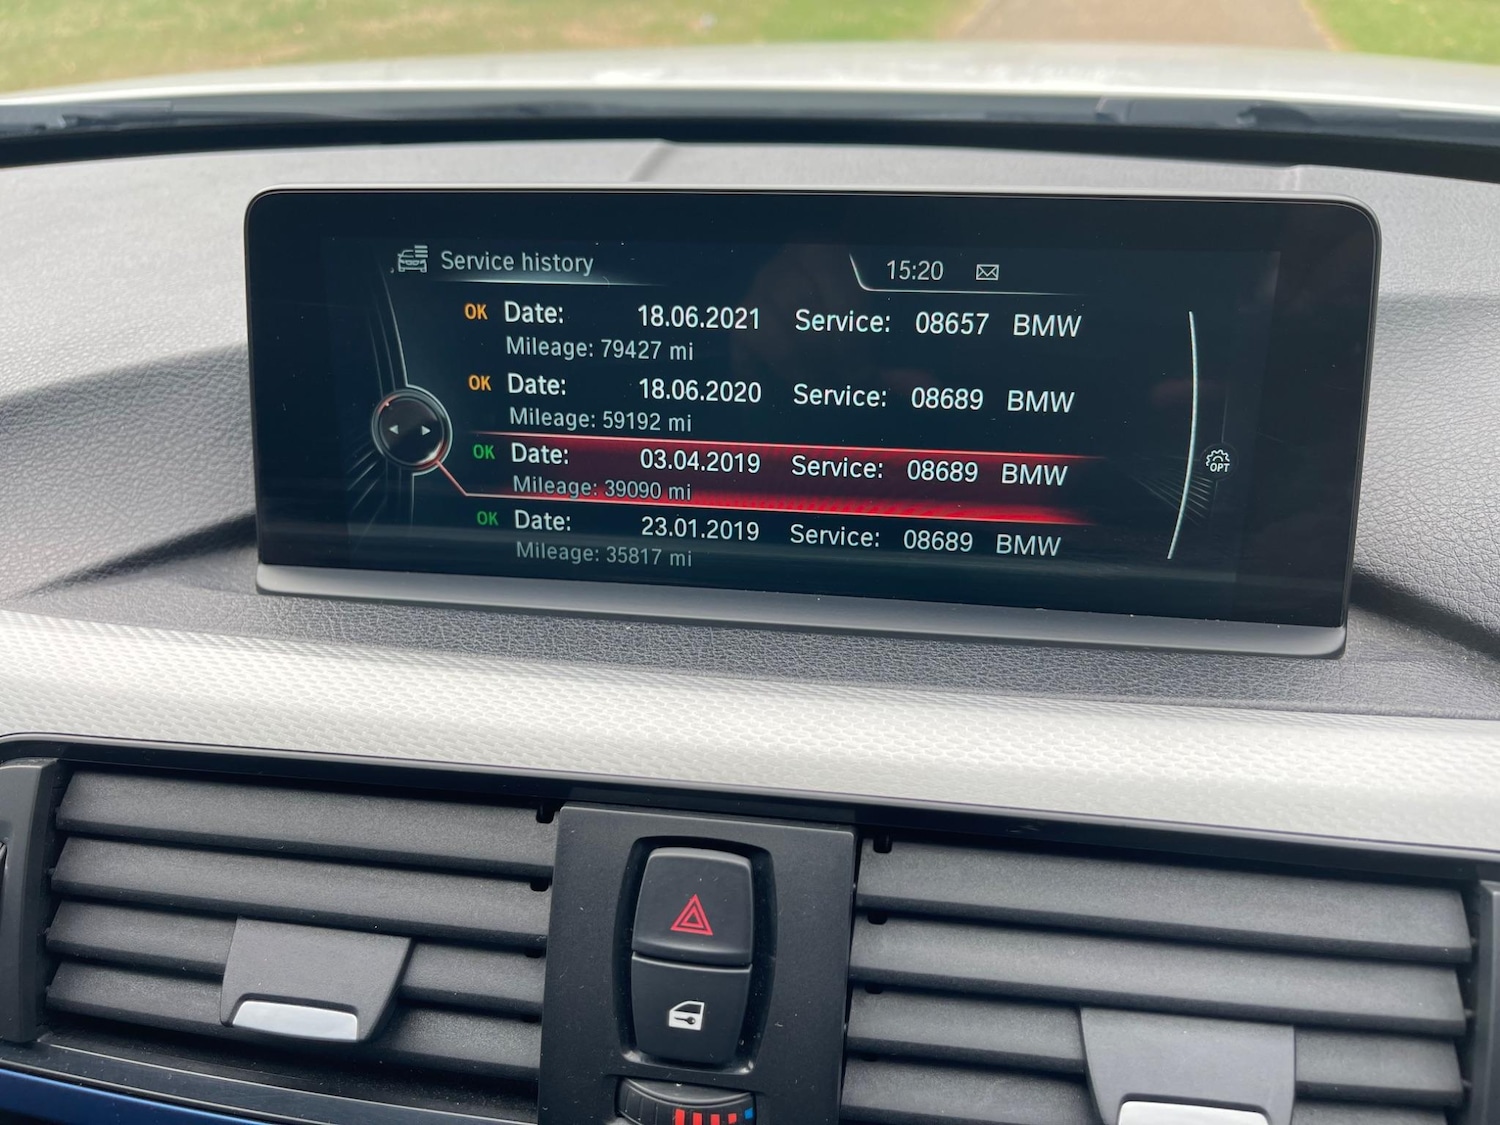 Service history
15:20
OK Date: 18.06.2021 Service: 08657 BMW
Mileage: 79427 mi
OK Date: 18.06.2020 Service: 08689 BMW
Mileage: 59192 mi
OK Date: 03.04.2019 Service: 08689 BMW
Mileage: 39090 mi
OK Date: 23.01.2019 Service: 08689 BMW
Mileage: 35817 mi
OPT